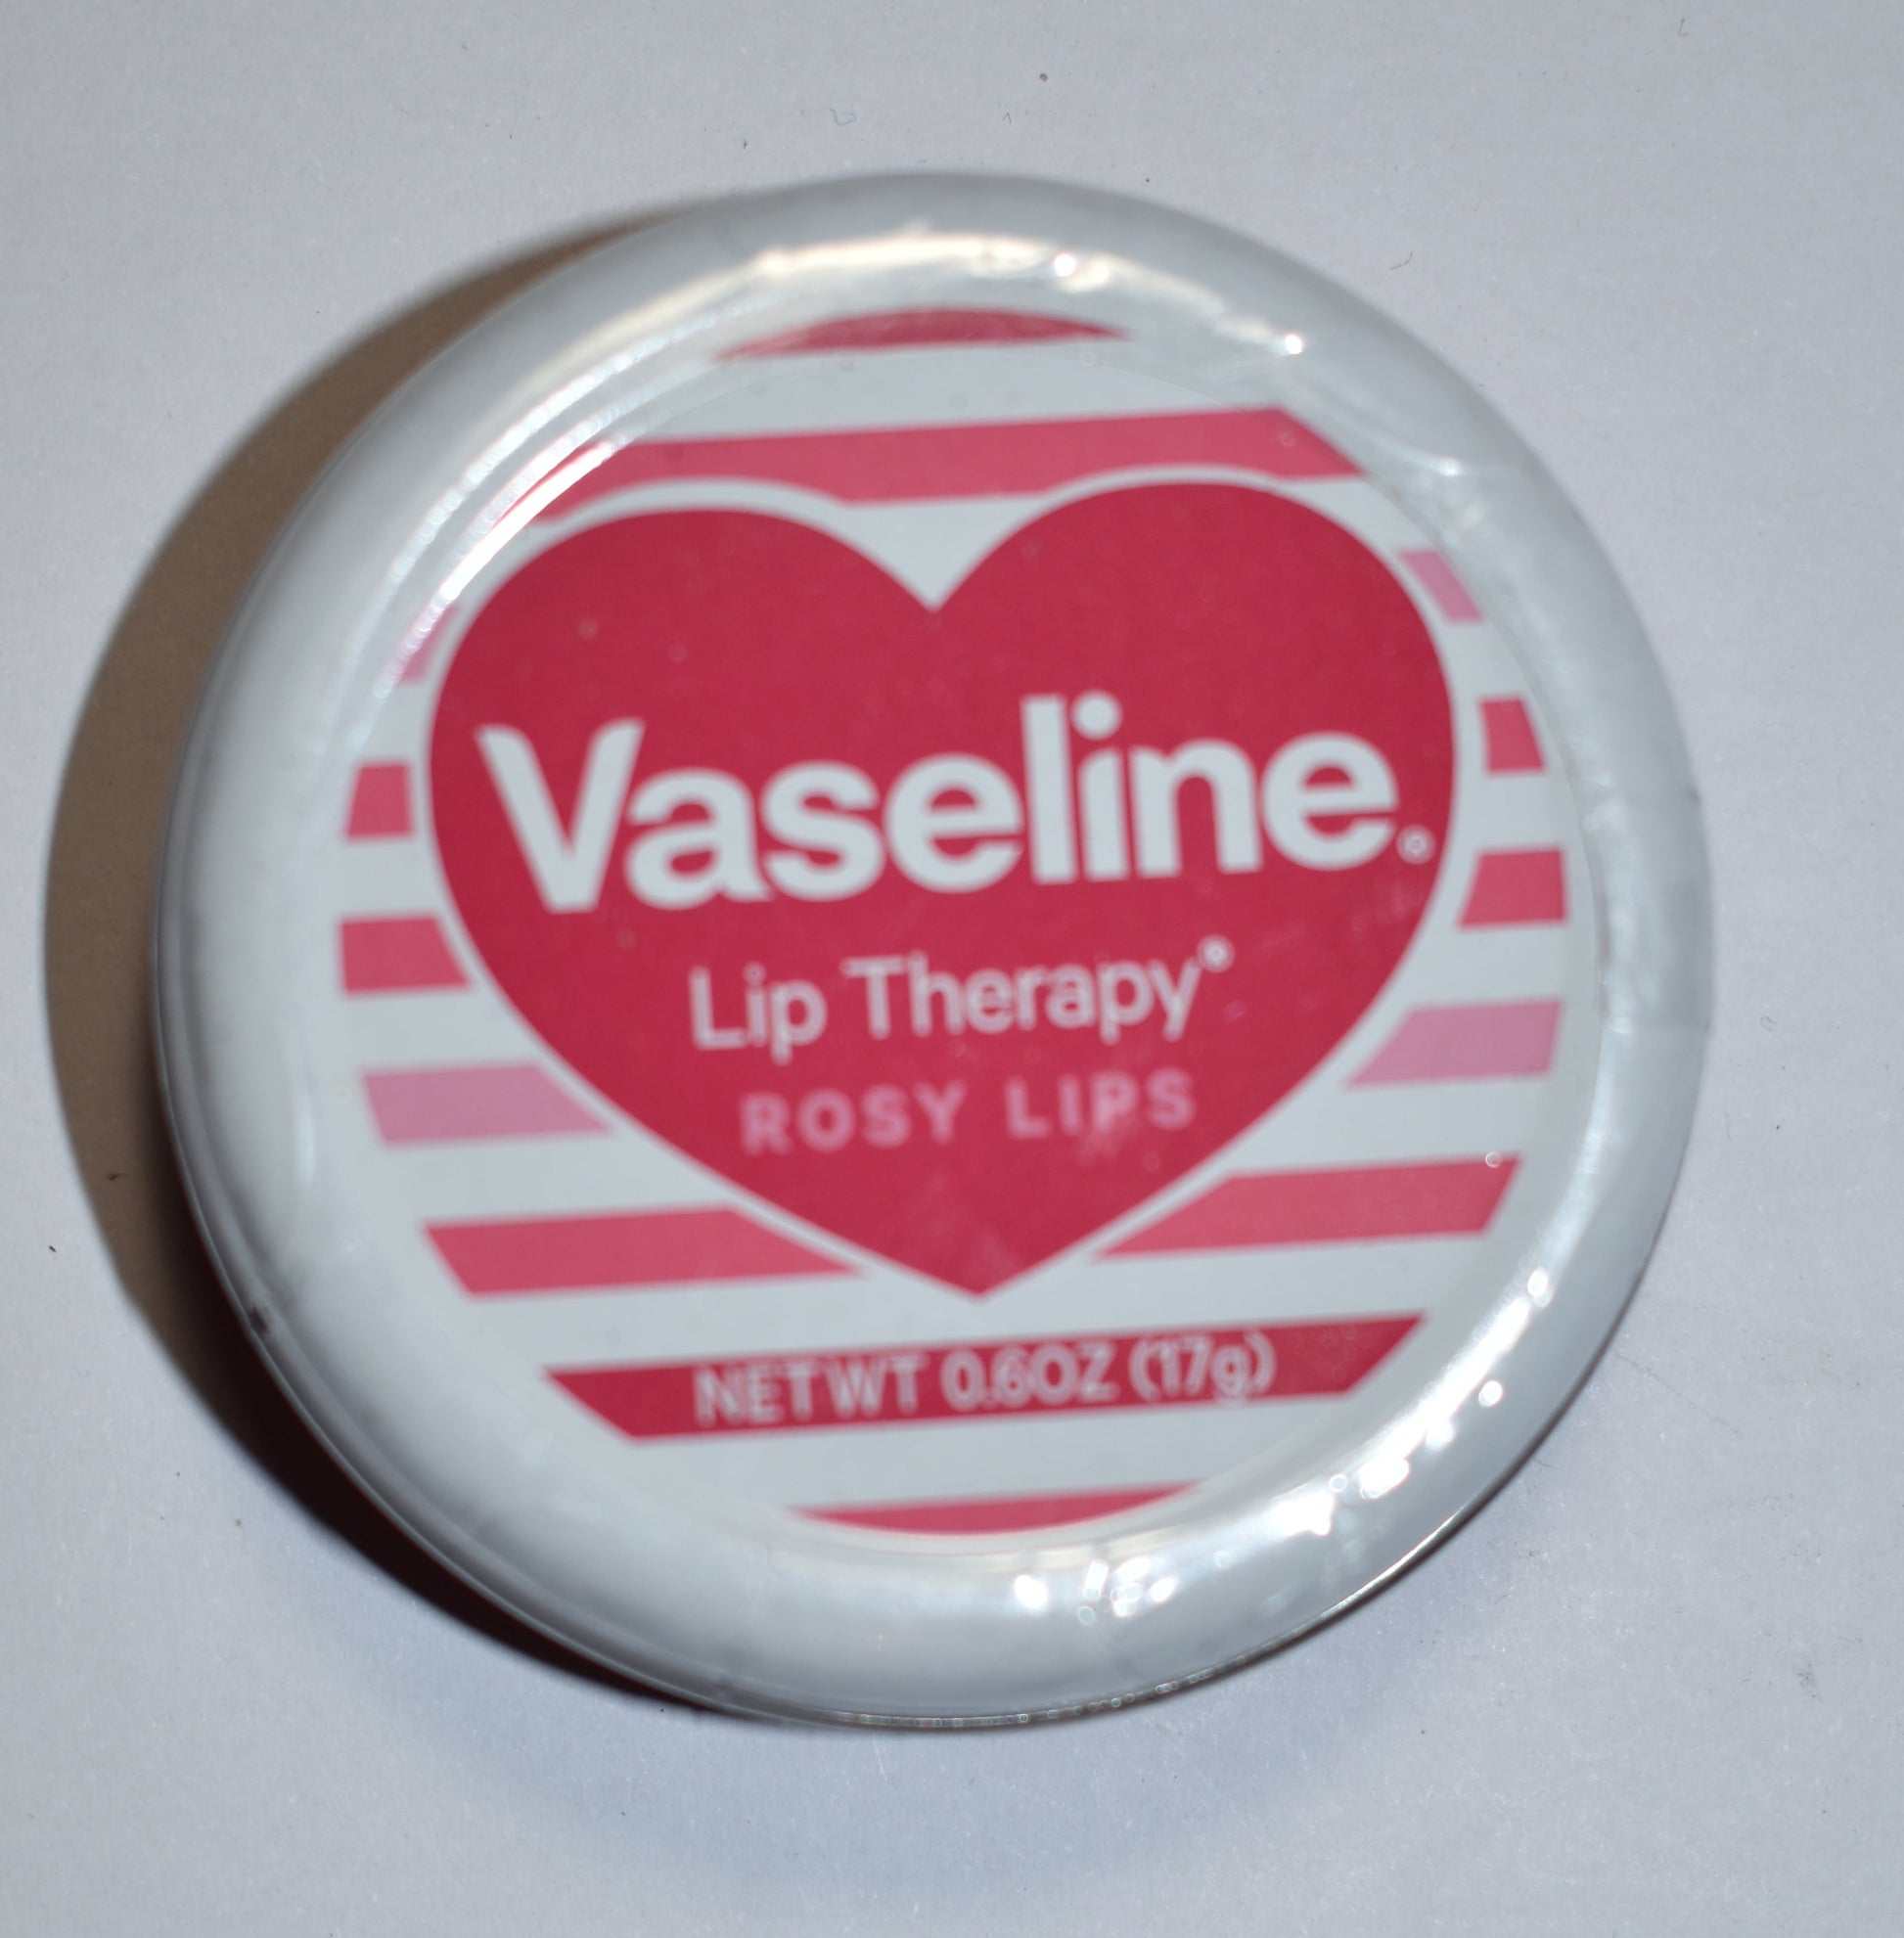 Vaseline®
Lip Therapy®
ROSY LIPS
NET WT 0.6OZ (17g)